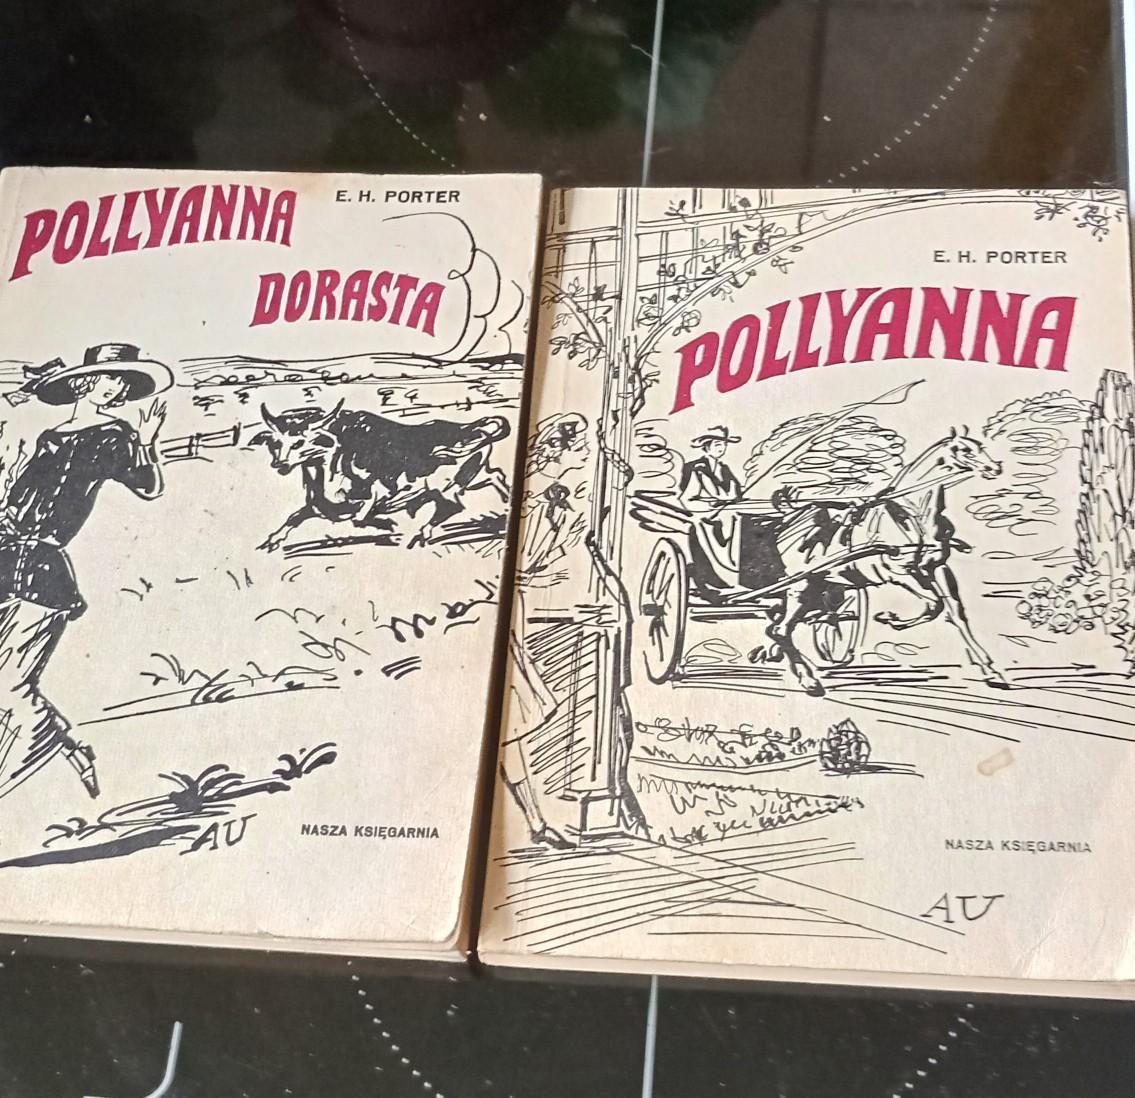 POLLYANNA
E. H. PORTER
DORASTA
AU
NASZA KSIĘGARNIA
E. H. PORTER
POLLYANNA
NASZA KSIĘGARNIA
AU